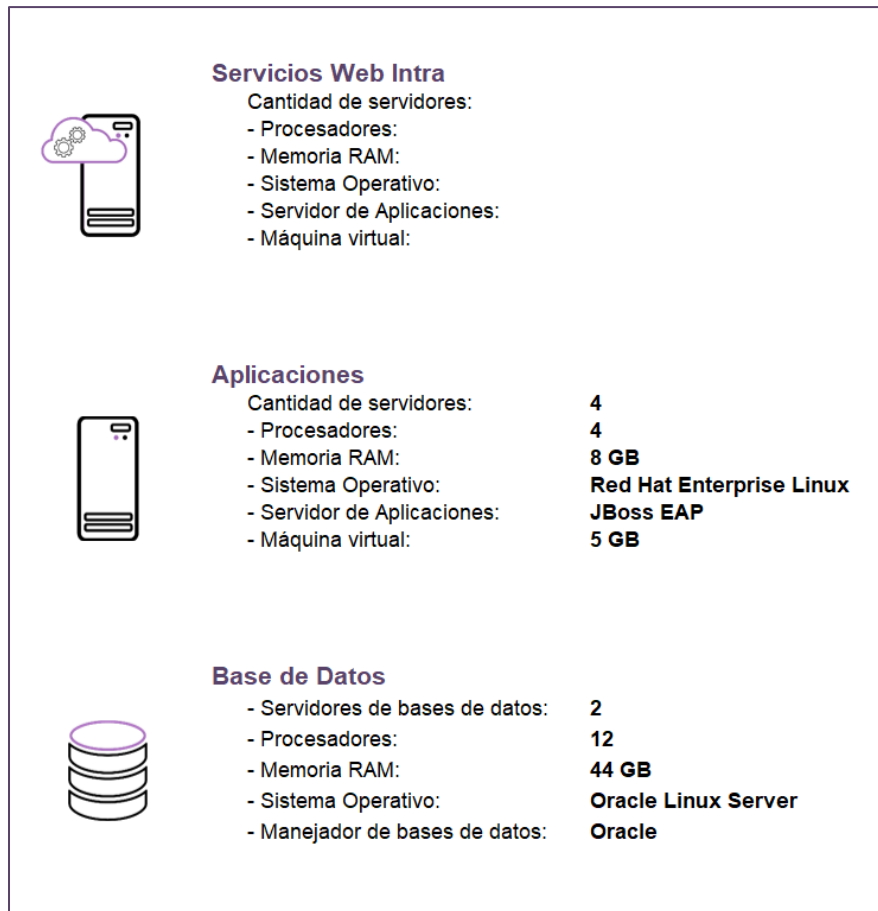 Servicios Web Intra
Cantidad de servidores:
- Procesadores:
- Memoria RAM:
- Sistema Operativo:
- Servidor de Aplicaciones:
- Máquina virtual:
Aplicaciones
Cantidad de servidores: 4
- Procesadores: 4
- Memoria RAM: 8 GB
- Sistema Operativo: Red Hat Enterprise Linux
- Servidor de Aplicaciones: JBoss EAP
- Máquina virtual: 5 GB
Base de Datos
- Servidores de bases de datos: 2
- Procesadores: 12
- Memoria RAM: 44 GB
- Sistema Operativo: Oracle Linux Server
- Manejador de bases de datos: Oracle